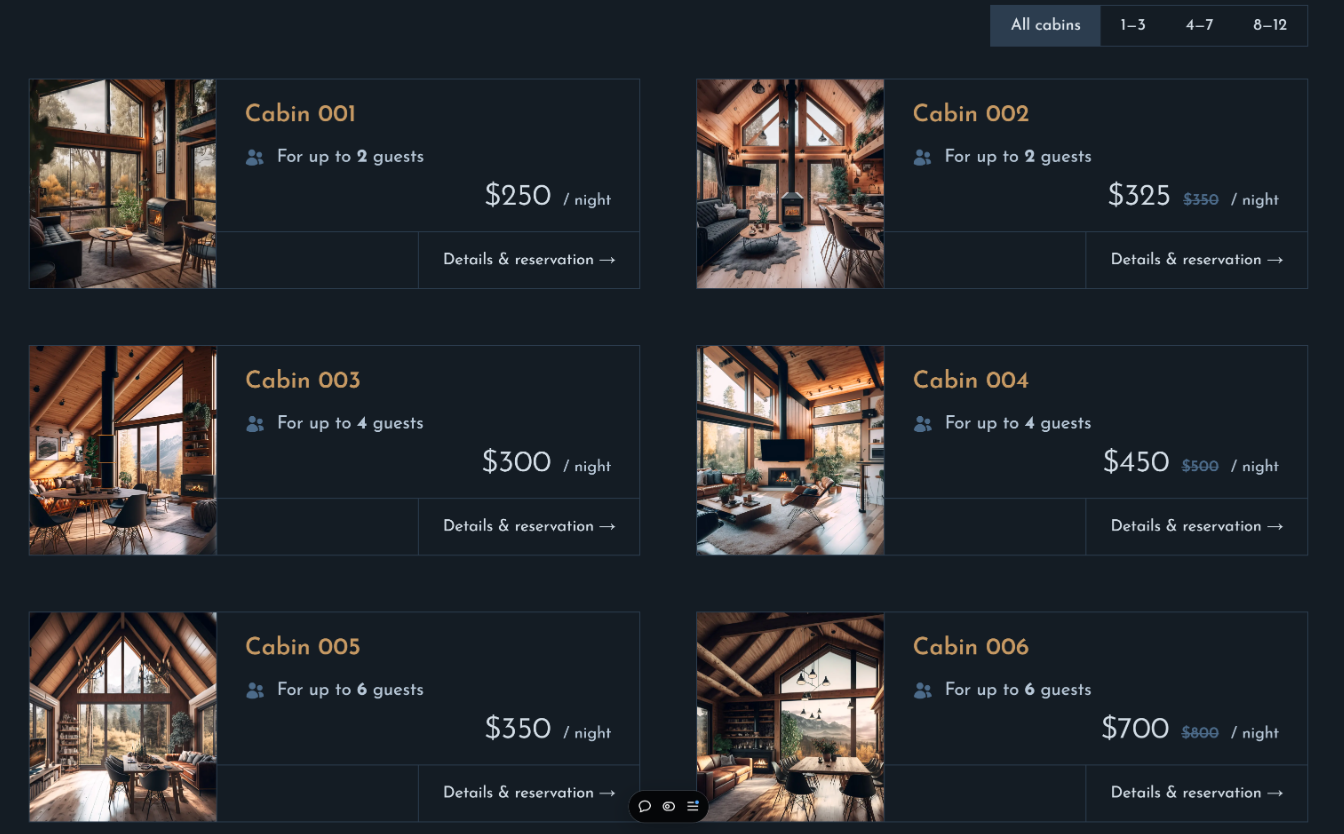 All cabins 1–3 4–7 8–12
Cabin 001
For up to 2 guests
$250 / night
Details & reservation →
Cabin 002
For up to 2 guests
$325 $350 / night
Details & reservation →
Cabin 003
For up to 4 guests
$300 / night
Details & reservation →
Cabin 004
For up to 4 guests
$450 $500 / night
Details & reservation →
Cabin 005
For up to 6 guests
$350 / night
Details & reservation →
Cabin 006
For up to 6 guests
$700 $800 / night
Details & reservation →